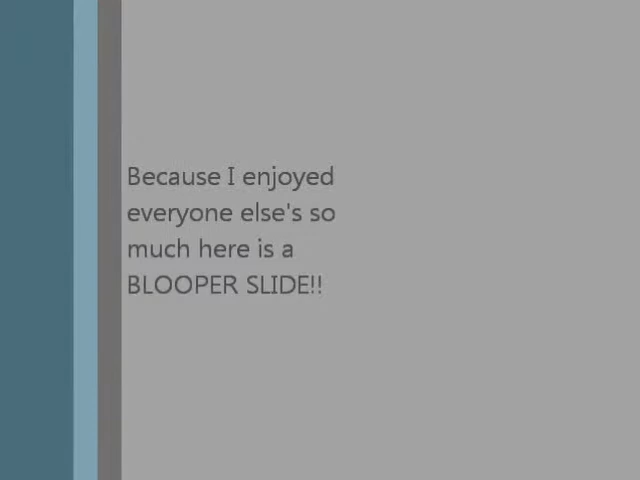 Because I enjoyed
everyone else's so
much here is a
BLOOPER SLIDE!!